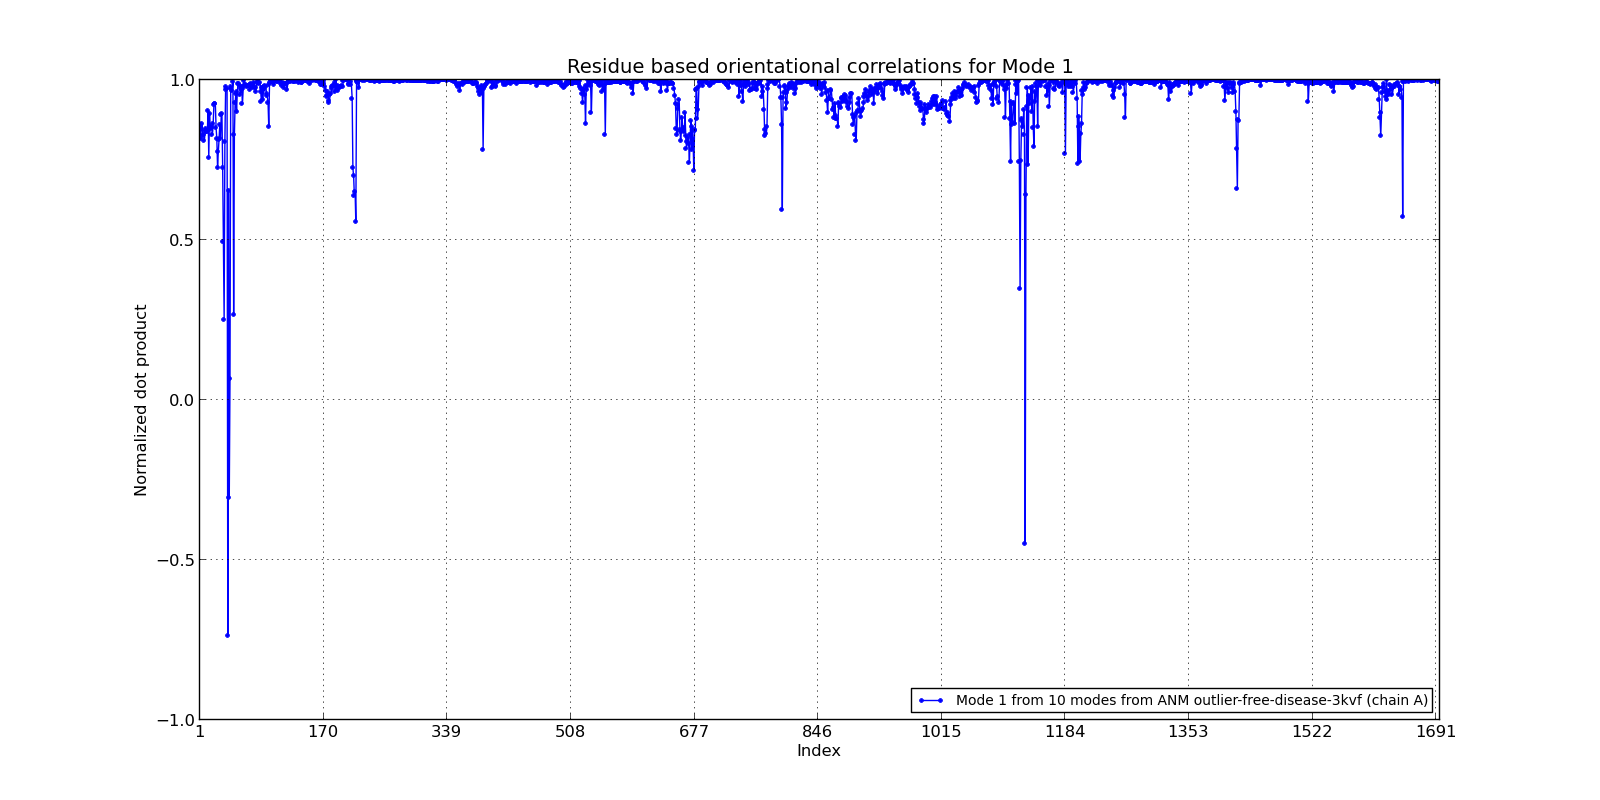 Residue based orientational correlations for Mode 1
1.0
0.5
0.0
−0.5
−1.0
Normalized dot product
Mode 1 from 10 modes from ANM outlier-free-disease-3kvf (chain A)
1 170 339 508 677 846 1015 1184 1353 1522 1691
Index